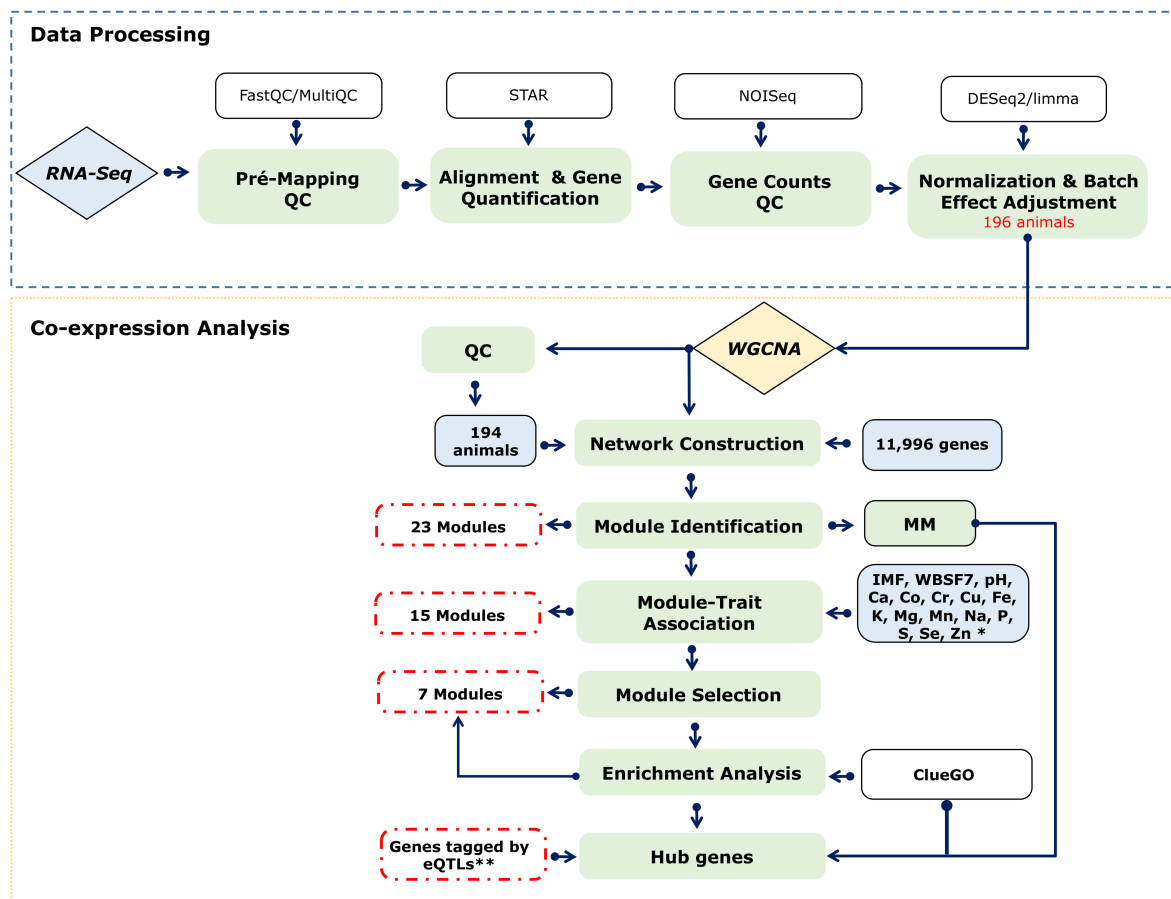 Data Processing
FastQC/MultiQC
STAR
NOISeq
DESeq2/limma
RNA-Seq
Pré-Mapping
QC
Alignment & Gene
Quantification
Gene Counts
QC
Normalization & Batch
Effect Adjustment
196 animals
Co-expression Analysis
QC
WGCNA
194
animals
Network Construction
11,996 genes
23 Modules
Module Identification
MM
15 Modules
Module-Trait
Association
IMF, WBSF7, pH,
Ca, Co, Cr, Cu, Fe,
K, Mg, Mn, Na, P,
S, Se, Zn *
7 Modules
Module Selection
Enrichment Analysis
ClueGO
Genes tagged by
eQTLs**
Hub genes